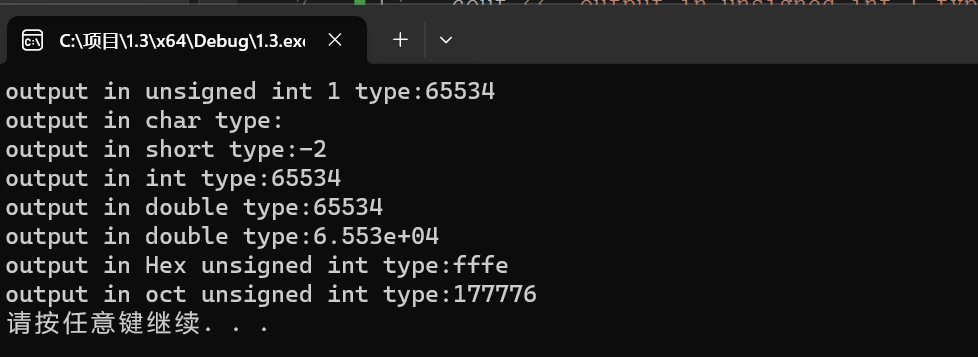 C:\项目\1.3\x64\Debug\1.3.exe
output in unsigned int 1 type:65534
output in char type:
output in short type:-2
output in int type:65534
output in double type:65534
output in double type:6.553e+04
output in Hex unsigned int type:fffe
output in oct unsigned int type:177776
请按任意键继续. . .